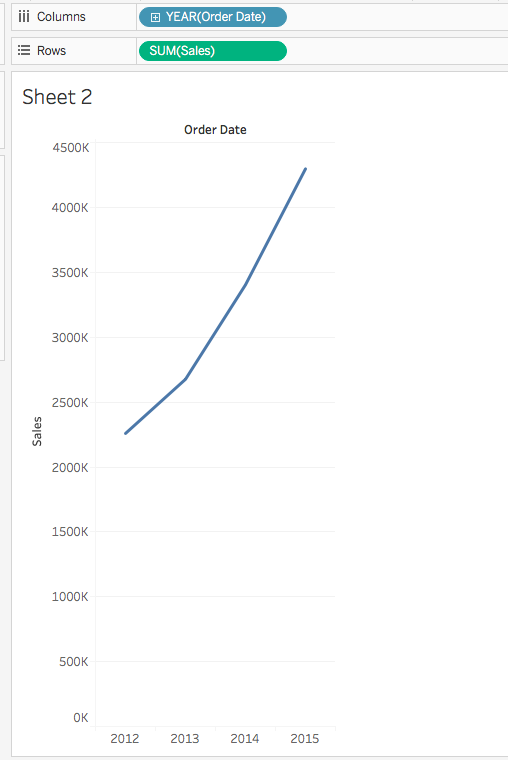 Columns YEAR(Order Date)
Rows SUM(Sales)
Sheet 2
Order Date
4500K
4000K
3500K
3000K
2500K
2000K
1500K
1000K
500K
0K
Sales
2012 2013 2014 2015